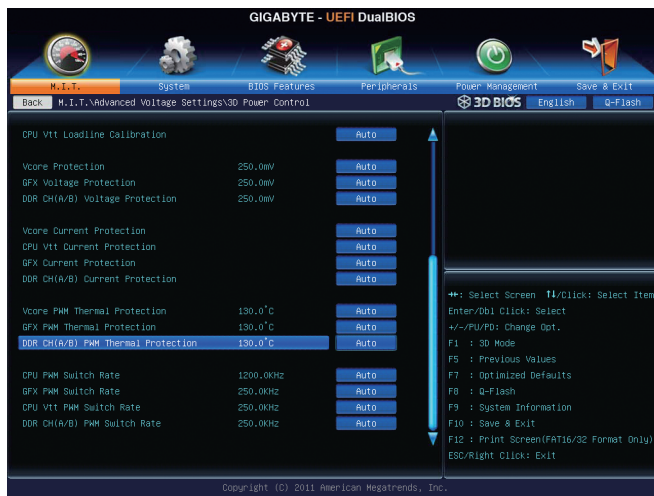 GIGABYTE - UEFI DualBIOS
M.I.T. System BIOS Features Peripherals Power Management Save & Exit
Back M.I.T.\Advanced Voltage Settings\3D Power Control 3D BIOS English Q-Flash
CPU Vtt Loadline Calibration Auto
Vcore Protection 250.0mV Auto
GFX Voltage Protection 250.0mV Auto
DDR CH(A/B) Voltage Protection 250.0mV Auto
Vcore Current Protection Auto
CPU Vtt Current Protection Auto
GFX Current Protection Auto
DDR CH(A/B) Current Protection Auto
Vcore PWM Thermal Protection 130.0˚C Auto
GFX PWM Thermal Protection 130.0˚C Auto
DDR CH(A/B) PWM Thermal Protection 130.0˚C Auto
CPU PWM Switch Rate 1200.0KHz Auto
GFX PWM Switch Rate 250.0KHz Auto
CPU Vtt PWM Switch Rate 250.0KHz Auto
DDR CH(A/B) PWM Switch Rate 250.0KHz Auto
→←: Select Screen ↑↓/Click: Select Item
Enter/Dbl Click: Select
+/-/PU/PD: Change Opt.
F1 : 3D Mode
F5 : Previous Values
F7 : Optimized Defaults
F8 : Q-Flash
F9 : System Information
F10 : Save & Exit
F12 : Print Screen(FAT16/32 Format Only)
ESC/Right Click: Exit
Copyright (C) 2011 American Megatrends, Inc.